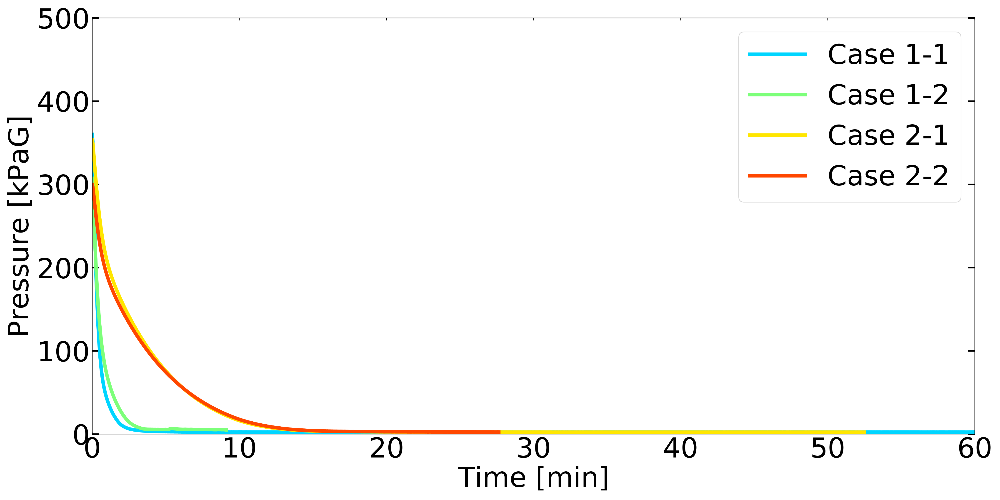 500
400
300
200
100
0
Pressure [kPaG]
Case 1-1
Case 1-2
Case 2-1
Case 2-2
0 10 20 30 40 50 60
Time [min]